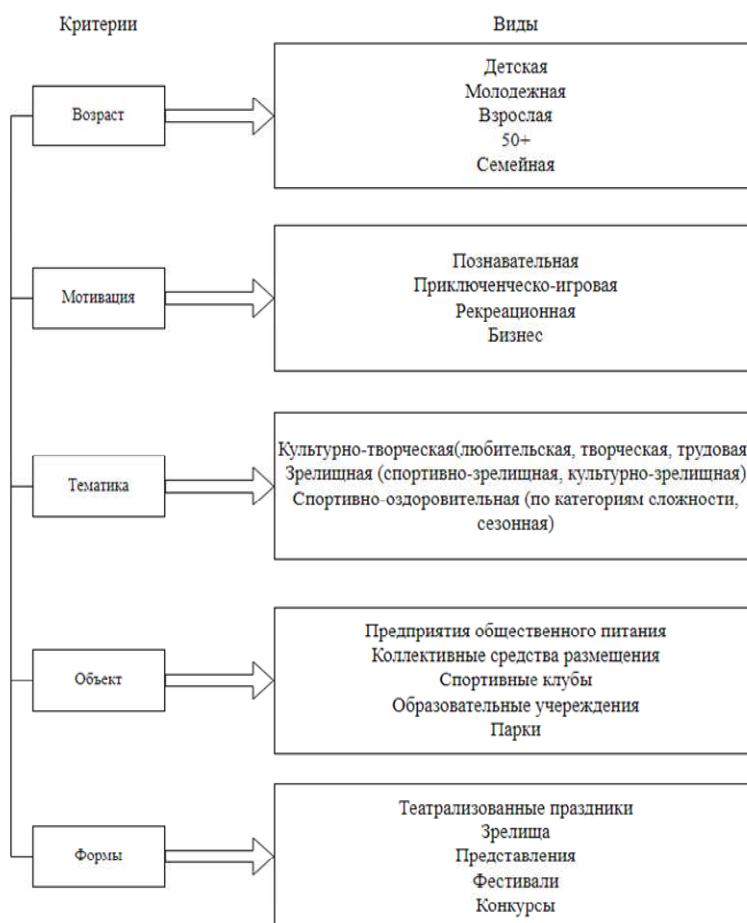 Критерии
Виды
Возраст
Детская
Молодежная
Взрослая
50+
Семейная
Мотивация
Познавательная
Приключенческо-игровая
Рекреационная
Бизнес
Тематика
Культурно-творческая(любительская, творческая, трудовая
Зрелищная (спортивно-зрелищная, культурно-зрелищная)
Спортивно-оздоровительная (по категориям сложности,
сезонная)
Объект
Предприятия общественного питания
Коллективные средства размещения
Спортивные клубы
Образовательные учереждения
Парки
Формы
Театрализованные праздники
Зрелища
Представления
Фестивали
Конкурсы